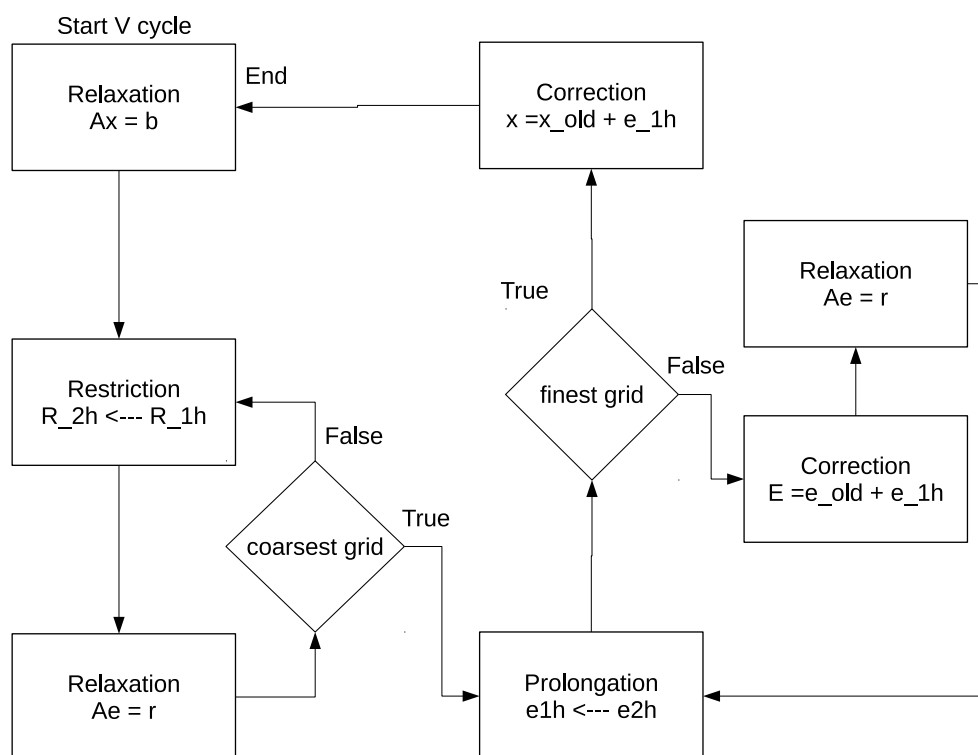 Start V cycle
Relaxation
Ax = b
End
Correction
x =x_old + e_1h
True
Relaxation
Ae = r
Restriction
R_2h <--- R_1h
finest grid
False
False
Correction
E =e_old + e_1h
coarsest grid
True
Relaxation
Ae = r
Prolongation
e1h <--- e2h